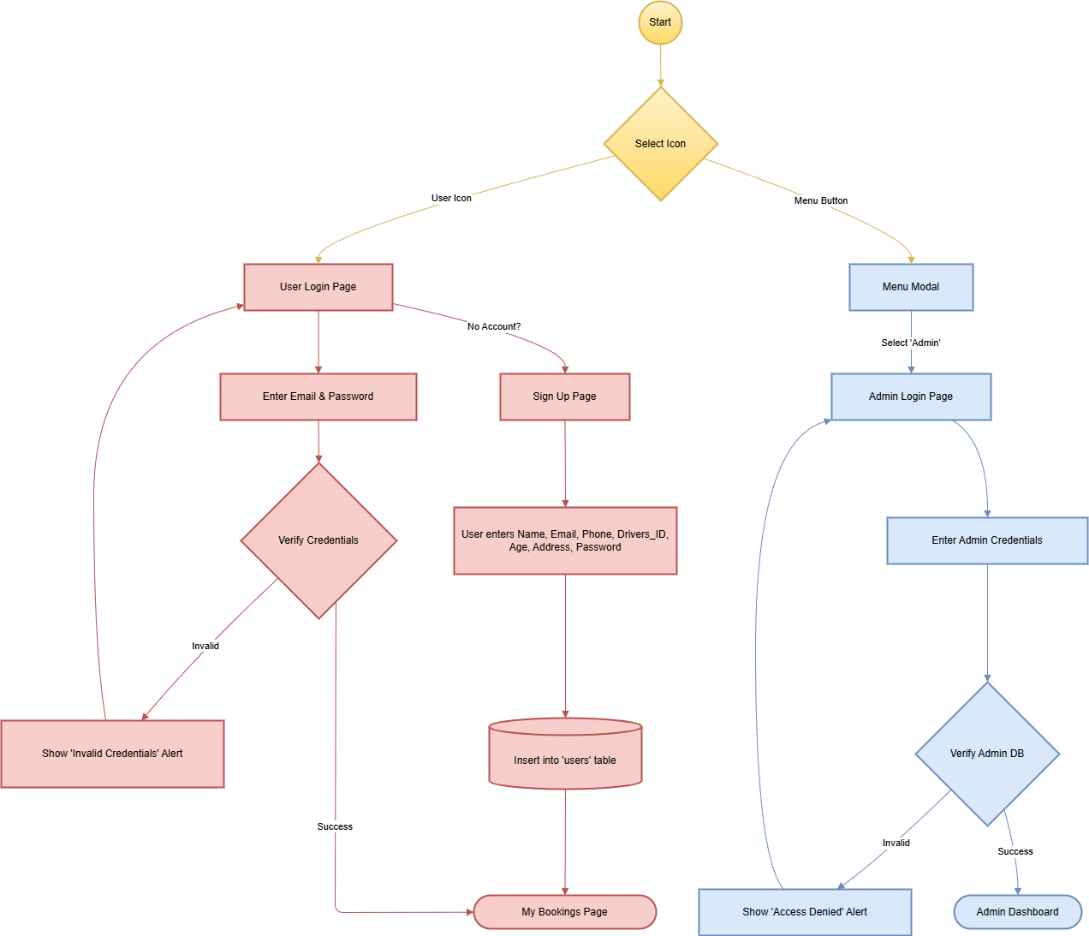 Start
Select Icon
User Icon
Menu Button
User Login Page
Menu Modal
No Account?
Select 'Admin'
Enter Email & Password
Sign Up Page
Admin Login Page
Verify Credentials
User enters Name, Email, Phone, Drivers_ID,
Age, Address, Password
Enter Admin Credentials
Invalid
Show 'Invalid Credentials' Alert
Insert into 'users' table
Verify Admin DB
Success
Invalid
Success
My Bookings Page
Show 'Access Denied' Alert
Admin Dashboard